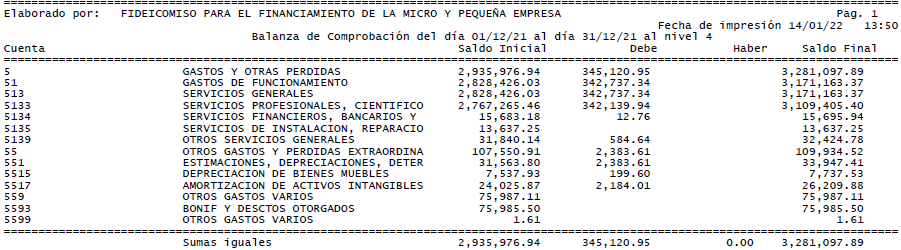 Elaborado por: FIDEICOMISO PARA EL FINANCIAMIENTO DE LA MICRO Y PEQUEÑA EMPRESA Pag. 1
Fecha de impresión 14/01/22 13:50
Balanza de Comprobación del día 01/12/21 al día 31/12/21 al nivel 4
Cuenta Saldo Inicial Debe Haber Saldo Final
5 GASTOS Y OTRAS PERDIDAS 2,935,976.94 345,120.95 3,281,097.89
51 GASTOS DE FUNCIONAMIENTO 2,828,426.03 342,737.34 3,171,163.37
513 SERVICIOS GENERALES 2,828,426.03 342,737.34 3,171,163.37
5133 SERVICIOS PROFESIONALES, CIENTIFICO 2,767,265.46 342,139.94 3,109,405.40
5134 SERVICIOS FINANCIEROS, BANCARIOS Y 15,683.18 12.76 15,695.94
5135 SERVICIOS DE INSTALACION, REPARACIO 13,637.25 13,637.25
5139 OTROS SERVICIOS GENERALES 31,840.14 584.64 32,424.78
55 OTROS GASTOS Y PERDIDAS EXTRAORDINA 107,550.91 2,383.61 109,934.52
551 ESTIMACIONES, DEPRECIACIONES, DETER 31,563.80 2,383.61 33,947.41
5515 DEPRECIACION DE BIENES MUEBLES 7,537.93 199.60 7,737.53
5517 AMORTIZACION DE ACTIVOS INTANGIBLES 24,025.87 2,184.01 26,209.88
559 OTROS GASTOS VARIOS 75,987.11 75,987.11
5593 BONIF Y DESCTOS OTORGADOS 75,985.50 75,985.50
5599 OTROS GASTOS VARIOS 1.61 1.61
Sumas iguales 2,935,976.94 345,120.95 0.00 3,281,097.89